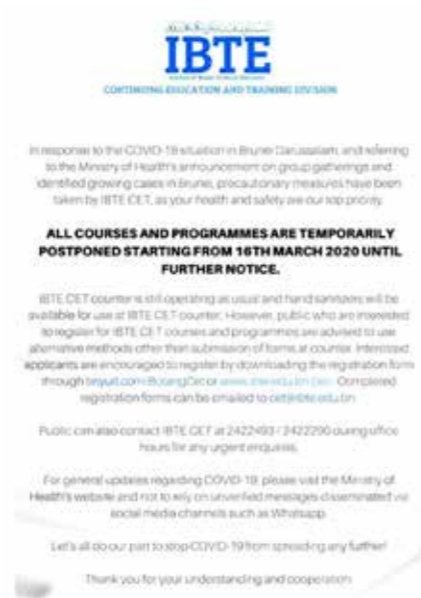 IBTE
CONTINUING EDUCATION AND TRAINING DIVISION
In response to the COVID-19 situation in Brunei Darussalam, and referring
to the Ministry of Health's announcement on group gatherings and
identified growing cases in Brunei, precautionary measures have been
taken by IBTE CET, as your health and safety are our top priority.
ALL COURSES AND PROGRAMMES ARE TEMPORARILY
POSTPONED STARTING FROM 16TH MARCH 2020 UNTIL
FURTHER NOTICE.
IBTE CET counter is still operating as usual and hand sanitizers will be
available for use at IBTE CET counter. However, public who are interested
to register for IBTE CET courses and programmes are advised to use
alternative methods other than submission of forms at counter. Interested
applicants are encouraged to register by downloading the registration form
through or Completed
registration forms can be emailed to cet@ibte.edu.bn
Public can also contact IBTE CET at 2422493 / 2422290 during office
hours for any urgent enquiries.
For general updates regarding COVID-19, please visit the Ministry of
Health's website and not to rely on unverified messages disseminated via
social media channels such as Whatsapp.
Let's all do our part to stop COVID-19 from spreading any further!
Thank you for your understanding and cooperation